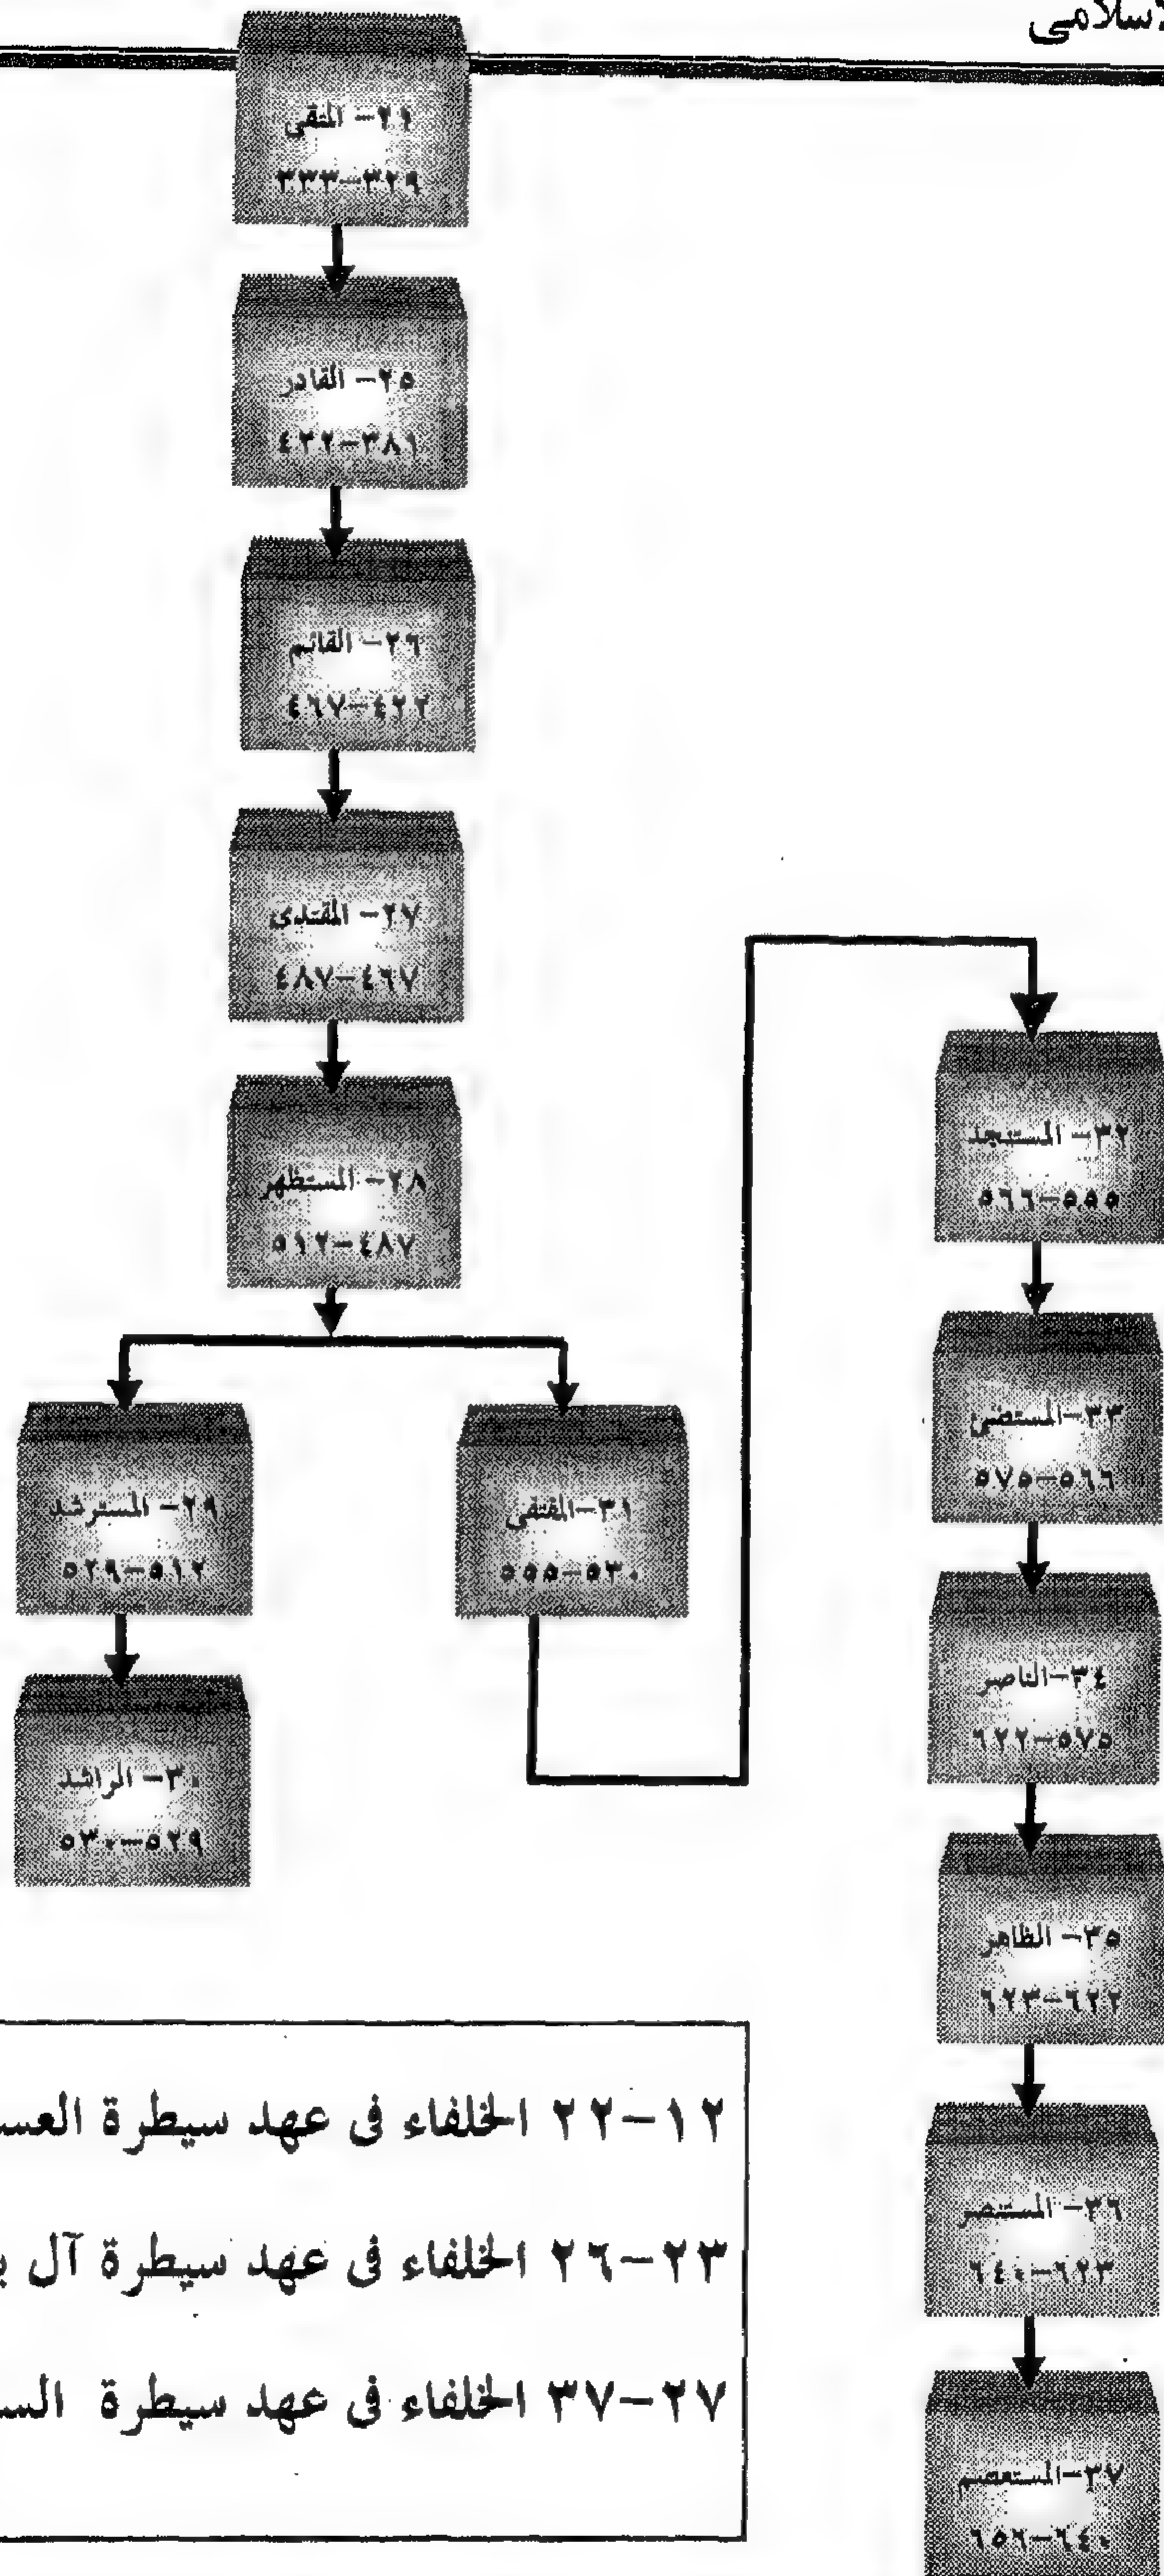 ٢١- المتقى
٣٢٩-٣٣٣
٢٥- القادر
٣٨١-٤٢٢
٢٦- القائم
٤٢٢-٤٦٧
٢٧- المقتدى
٤٦٧-٤٨٧
٢٨- المستظهر
٤٨٧-٥١٢
٢٩- المسترشد
٥١٢-٥٢٩
٣٠- الراشد
٥٢٩-٥٣٠
٣١-المقتفى
٥٣٠-٥٥٥
٣٢- المستنجد
٥٥٥-٥٦٦
٣٣-المستضئ
٥٦٦-٥٧٥
٣٤-الناصر
٥٧٥-٦٢٢
٣٥- الظاهر
٦٢٢-٦٢٣
٣٦- المستنصر
٦٢٣-٦٤٠
٣٧-المستعصم
٦٤٠-٦٥٦
١٢-٢٢ الخلفاء فى عهد سيطرة
٢٣-٢٦ الخلفاء فى عهد سيطرة آل
٢٧-٣٧ الخلفاء فى عهد سيطرة